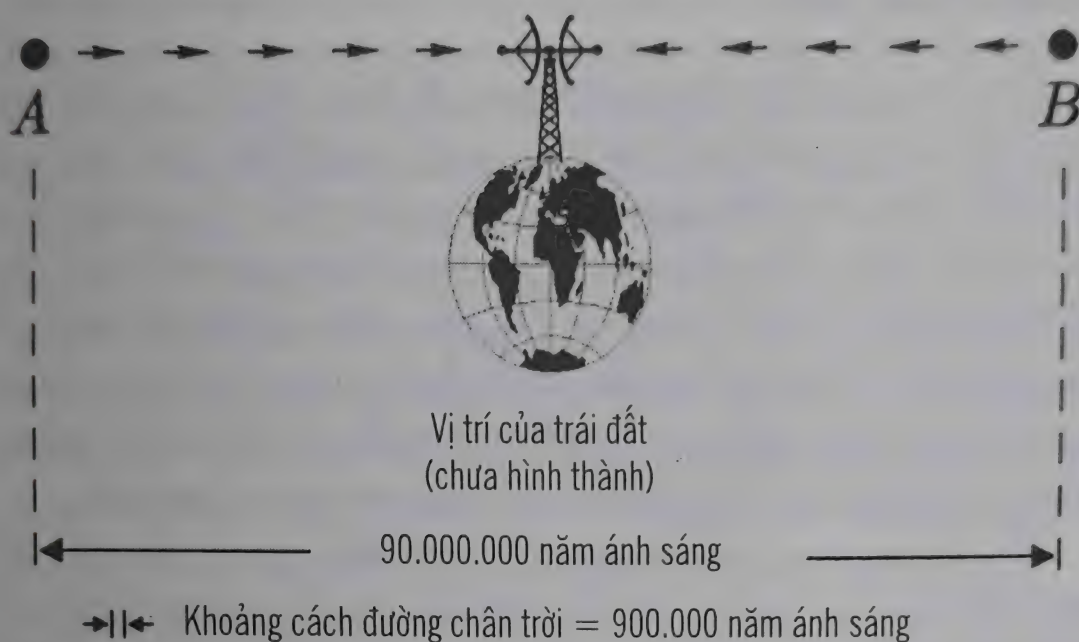 A B
Vị trí của trái đất
(chưa hình thành)
90.000.000 năm ánh sáng
Khoảng cách đường chân trời = 900.000 năm ánh sáng